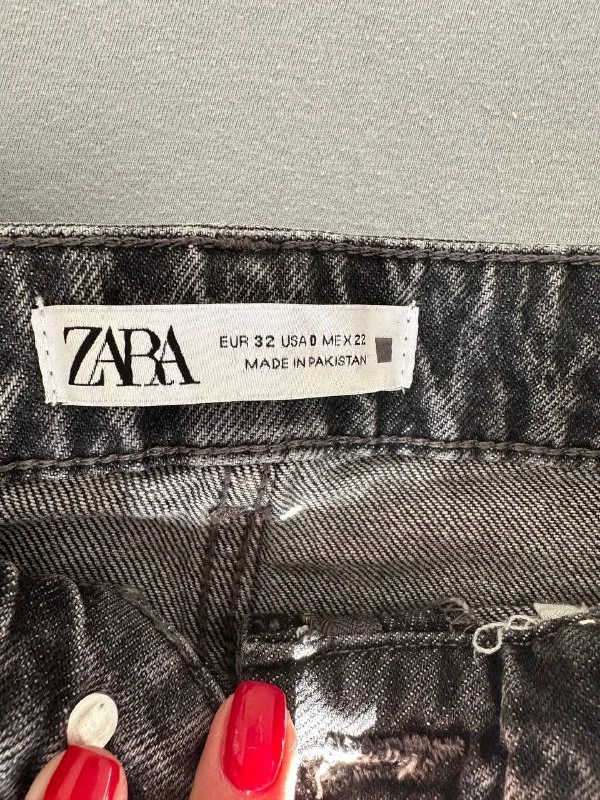 ZARA
EUR 32 USA 0 MEX 22
MADE IN PAKISTAN